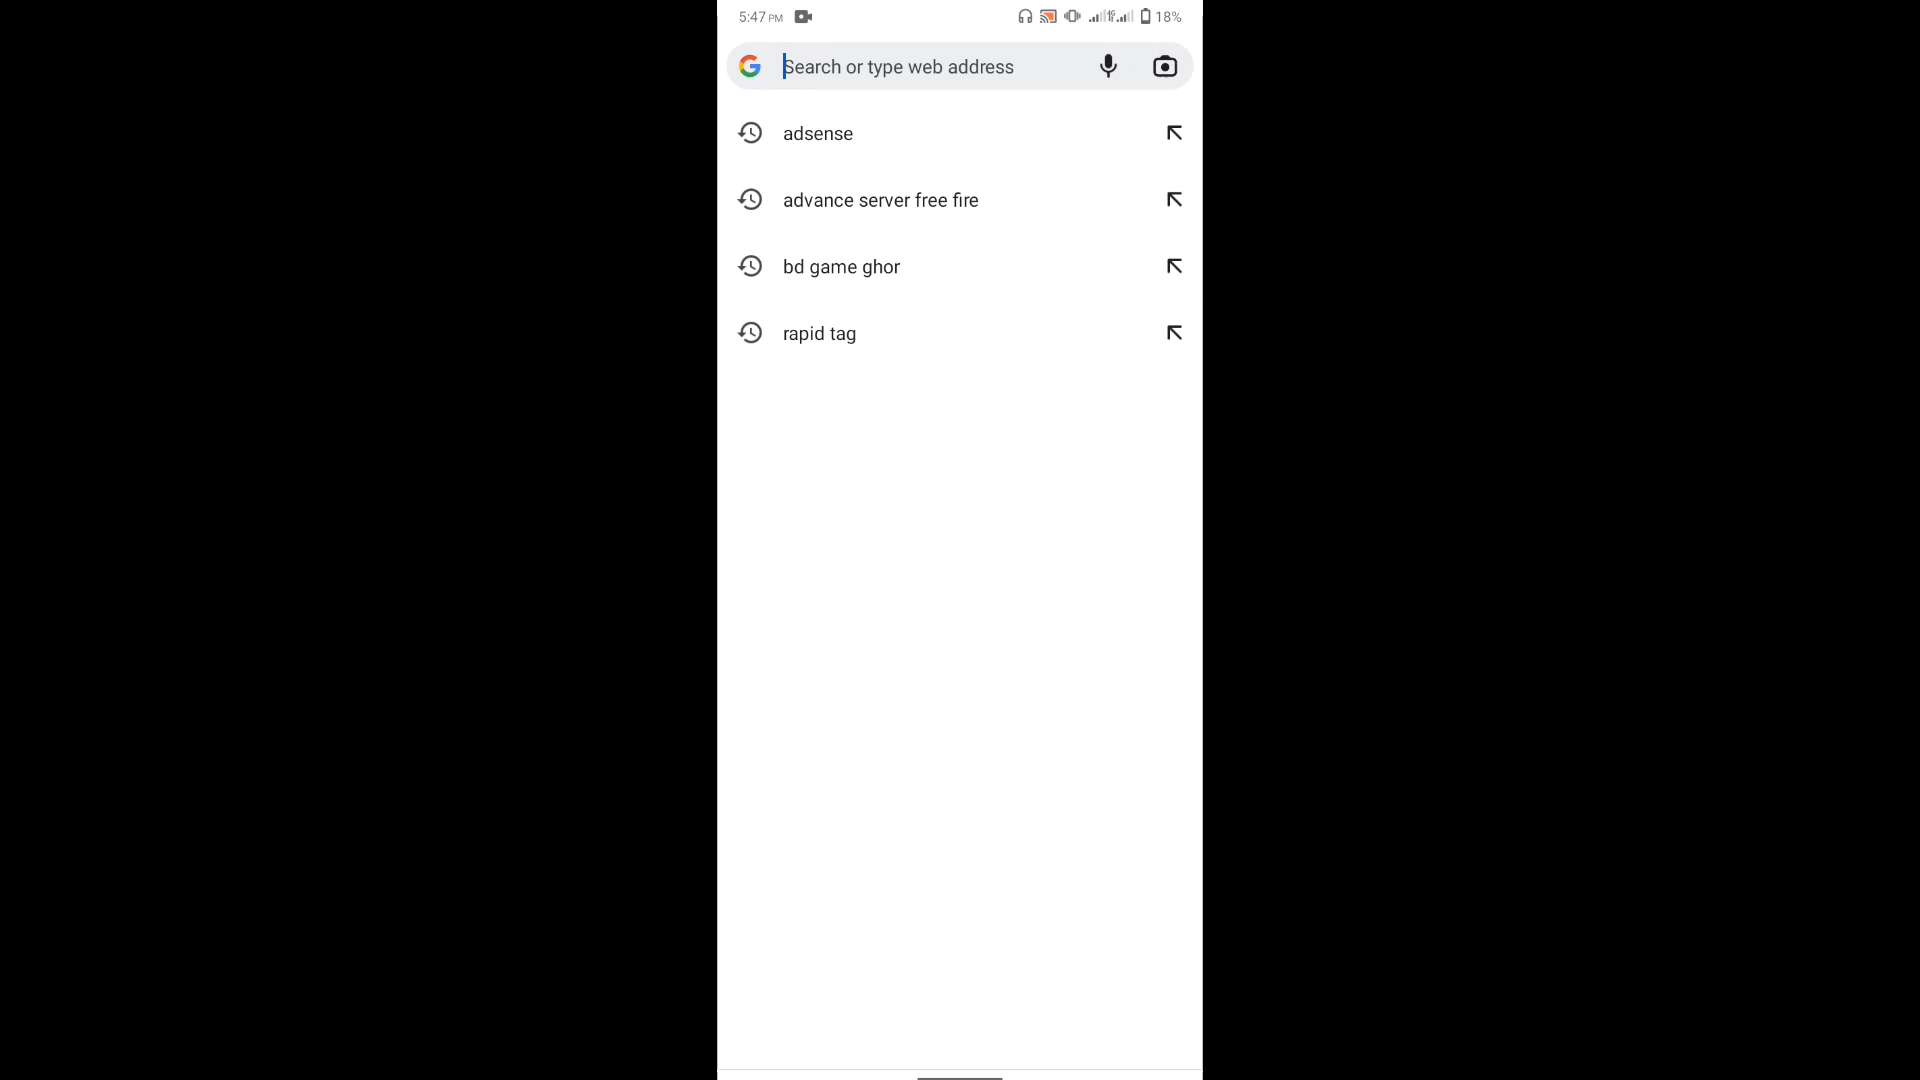 5:47 PM 4G 18%
Search or type web address
adsense
advance server free fire
bd game ghor
rapid tag